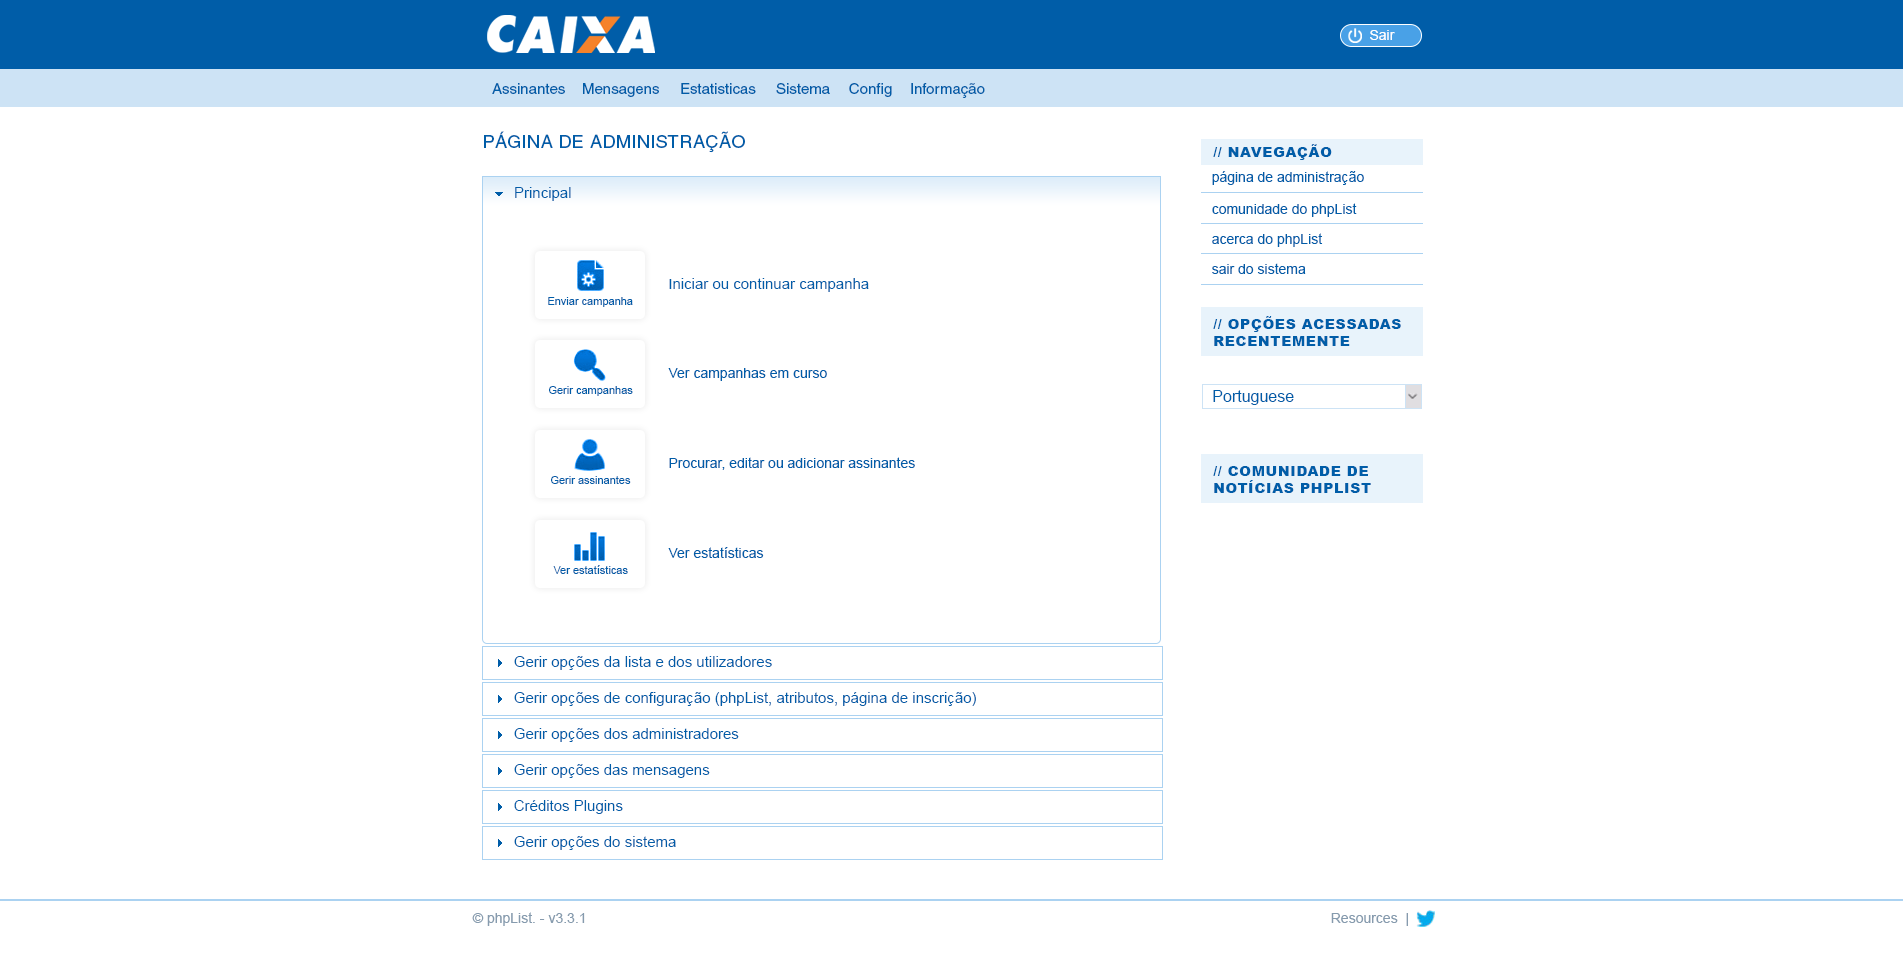 CAIXA
Sair
Assinantes Mensagens Estatisticas Sistema Config Informação
PÁGINA DE ADMINISTRAÇÃO
Principal
Enviar campanha
Iniciar ou continuar campanha
Gerir campanhas
Ver campanhas em curso
Gerir assinantes
Procurar, editar ou adicionar assinantes
Ver estatísticas
Ver estatísticas
Gerir opções da lista e dos utilizadores
Gerir opções de configuração (phpList, atributos, página de inscrição)
Gerir opções dos administradores
Gerir opções das mensagens
Créditos Plugins
Gerir opções do sistema
// NAVEGAÇÃO
página de administração
comunidade do phpList
acerca do phpList
sair do sistema
// OPÇÕES ACESSADAS
RECENTEMENTE
Portuguese
// COMUNIDADE DE
NOTÍCIAS PHPLIST
© phpList. - v3.3.1
Resources |